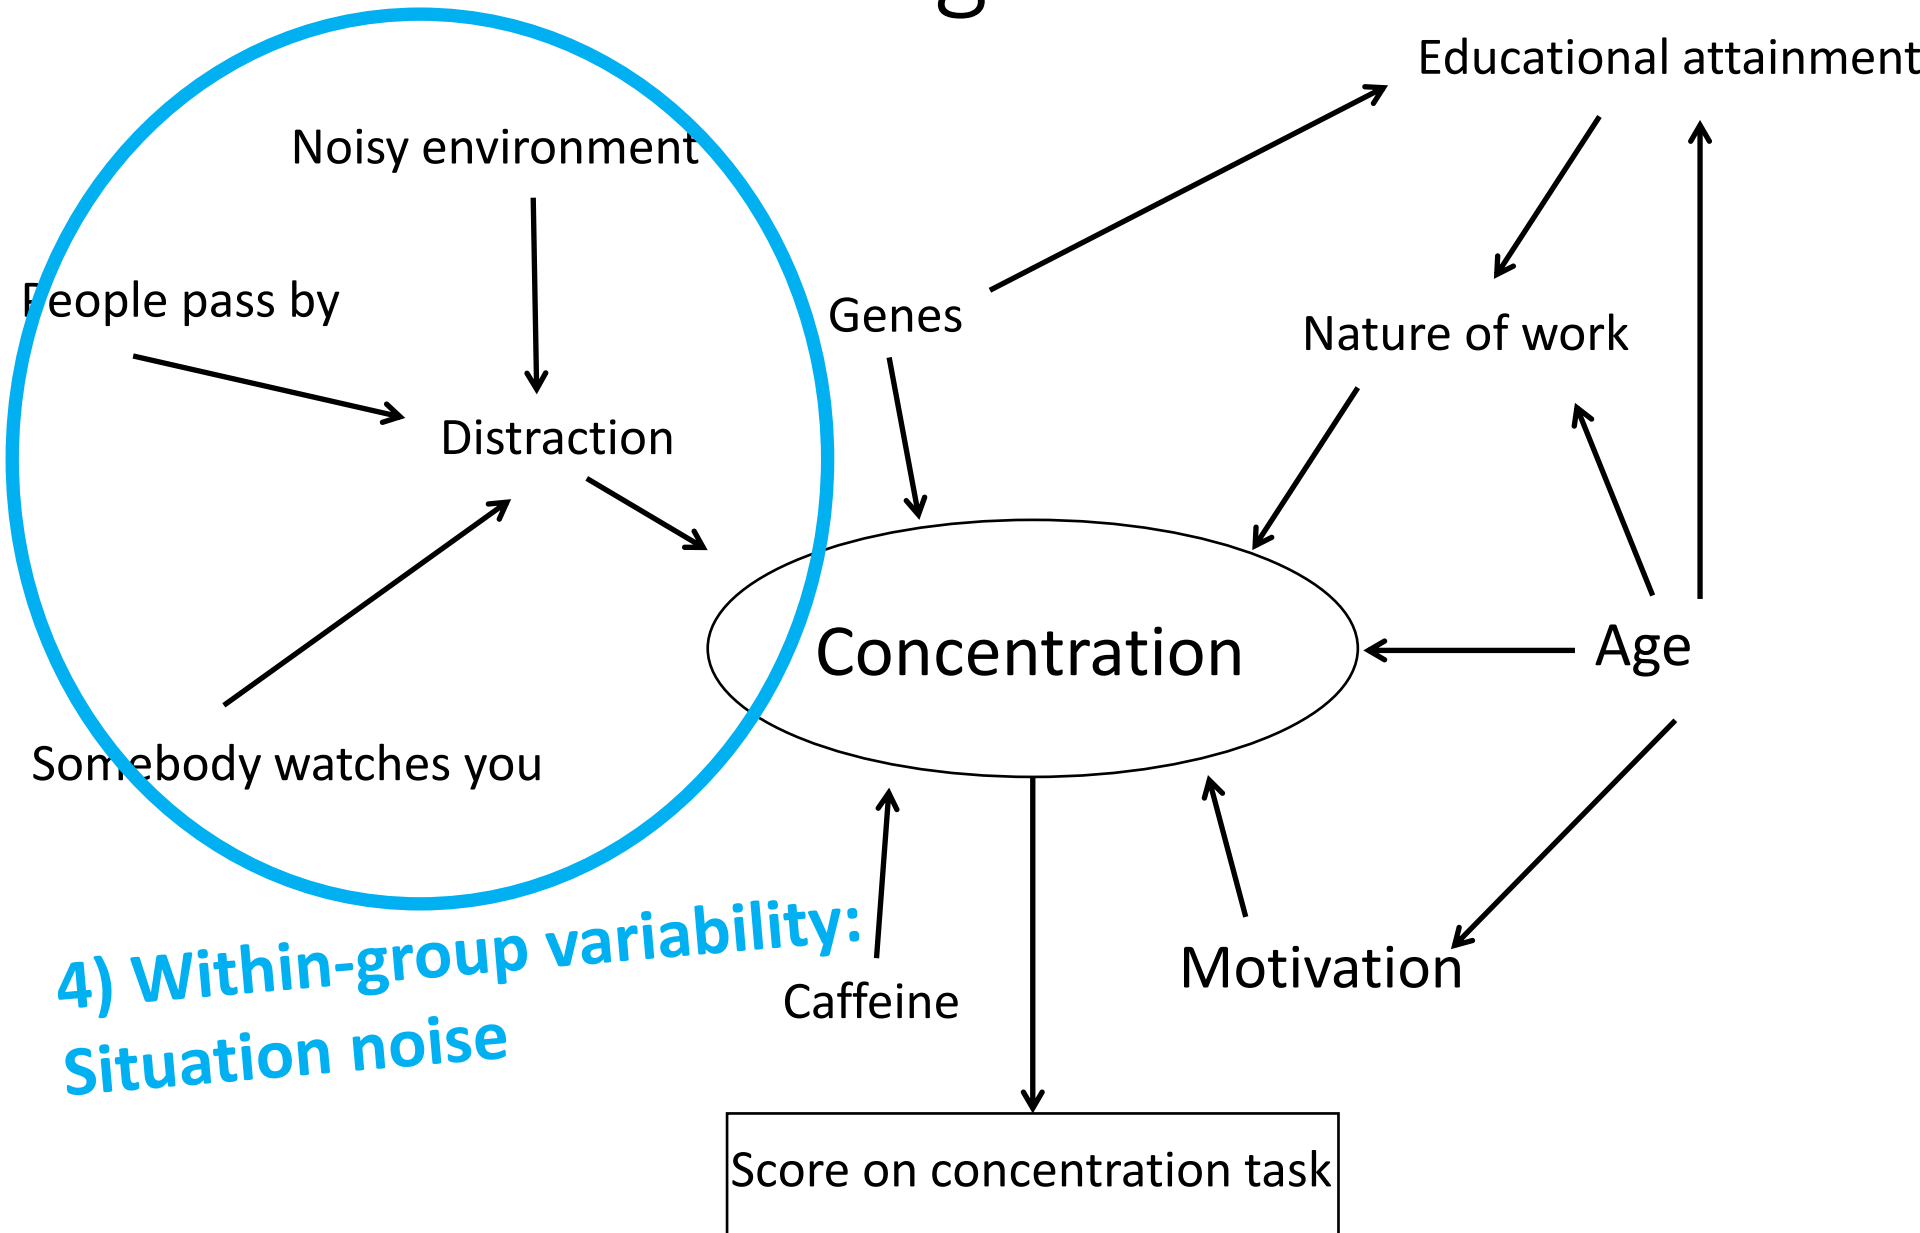 Educational attainment
Noisy environment
People pass by
Genes
Nature of work
Distraction
Concentration
Age
Somebody watches you
4) Within-group variability:
Situation noise
Caffeine
Motivation
Score on concentration task